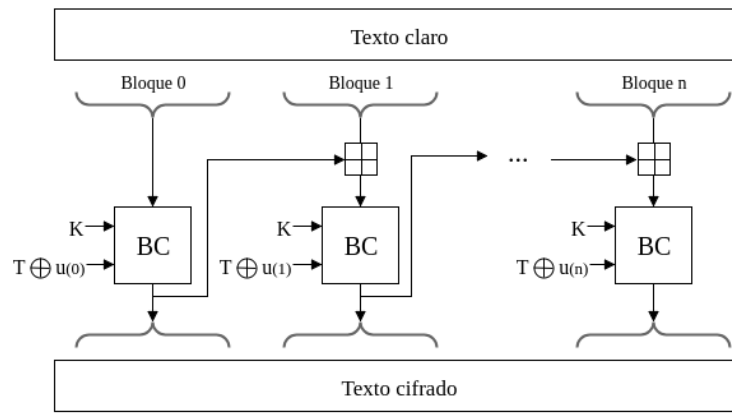 Texto claro
Bloque 0 Bloque 1 Bloque n
...
K K K
BC BC BC
T ⊕ u(0) T ⊕ u(1) T ⊕ u(n)
Texto cifrado